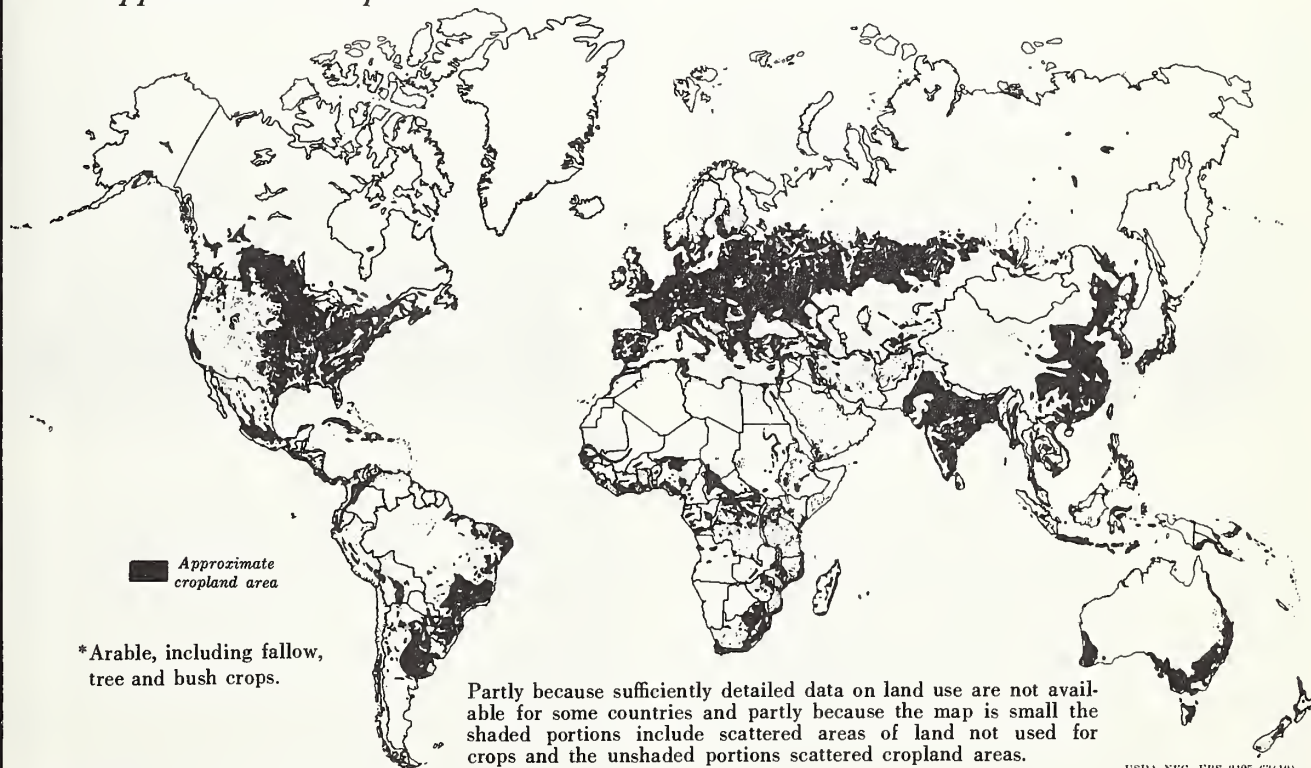 Approximate
cropland area
*Arable, including fallow,
tree and bush crops.
Partly because sufficiently detailed data on land use are not avail-
able for some countries and partly because the map is small the
shaded portions include scattered areas of land not used for
crops and the unshaded portions scattered cropland areas.